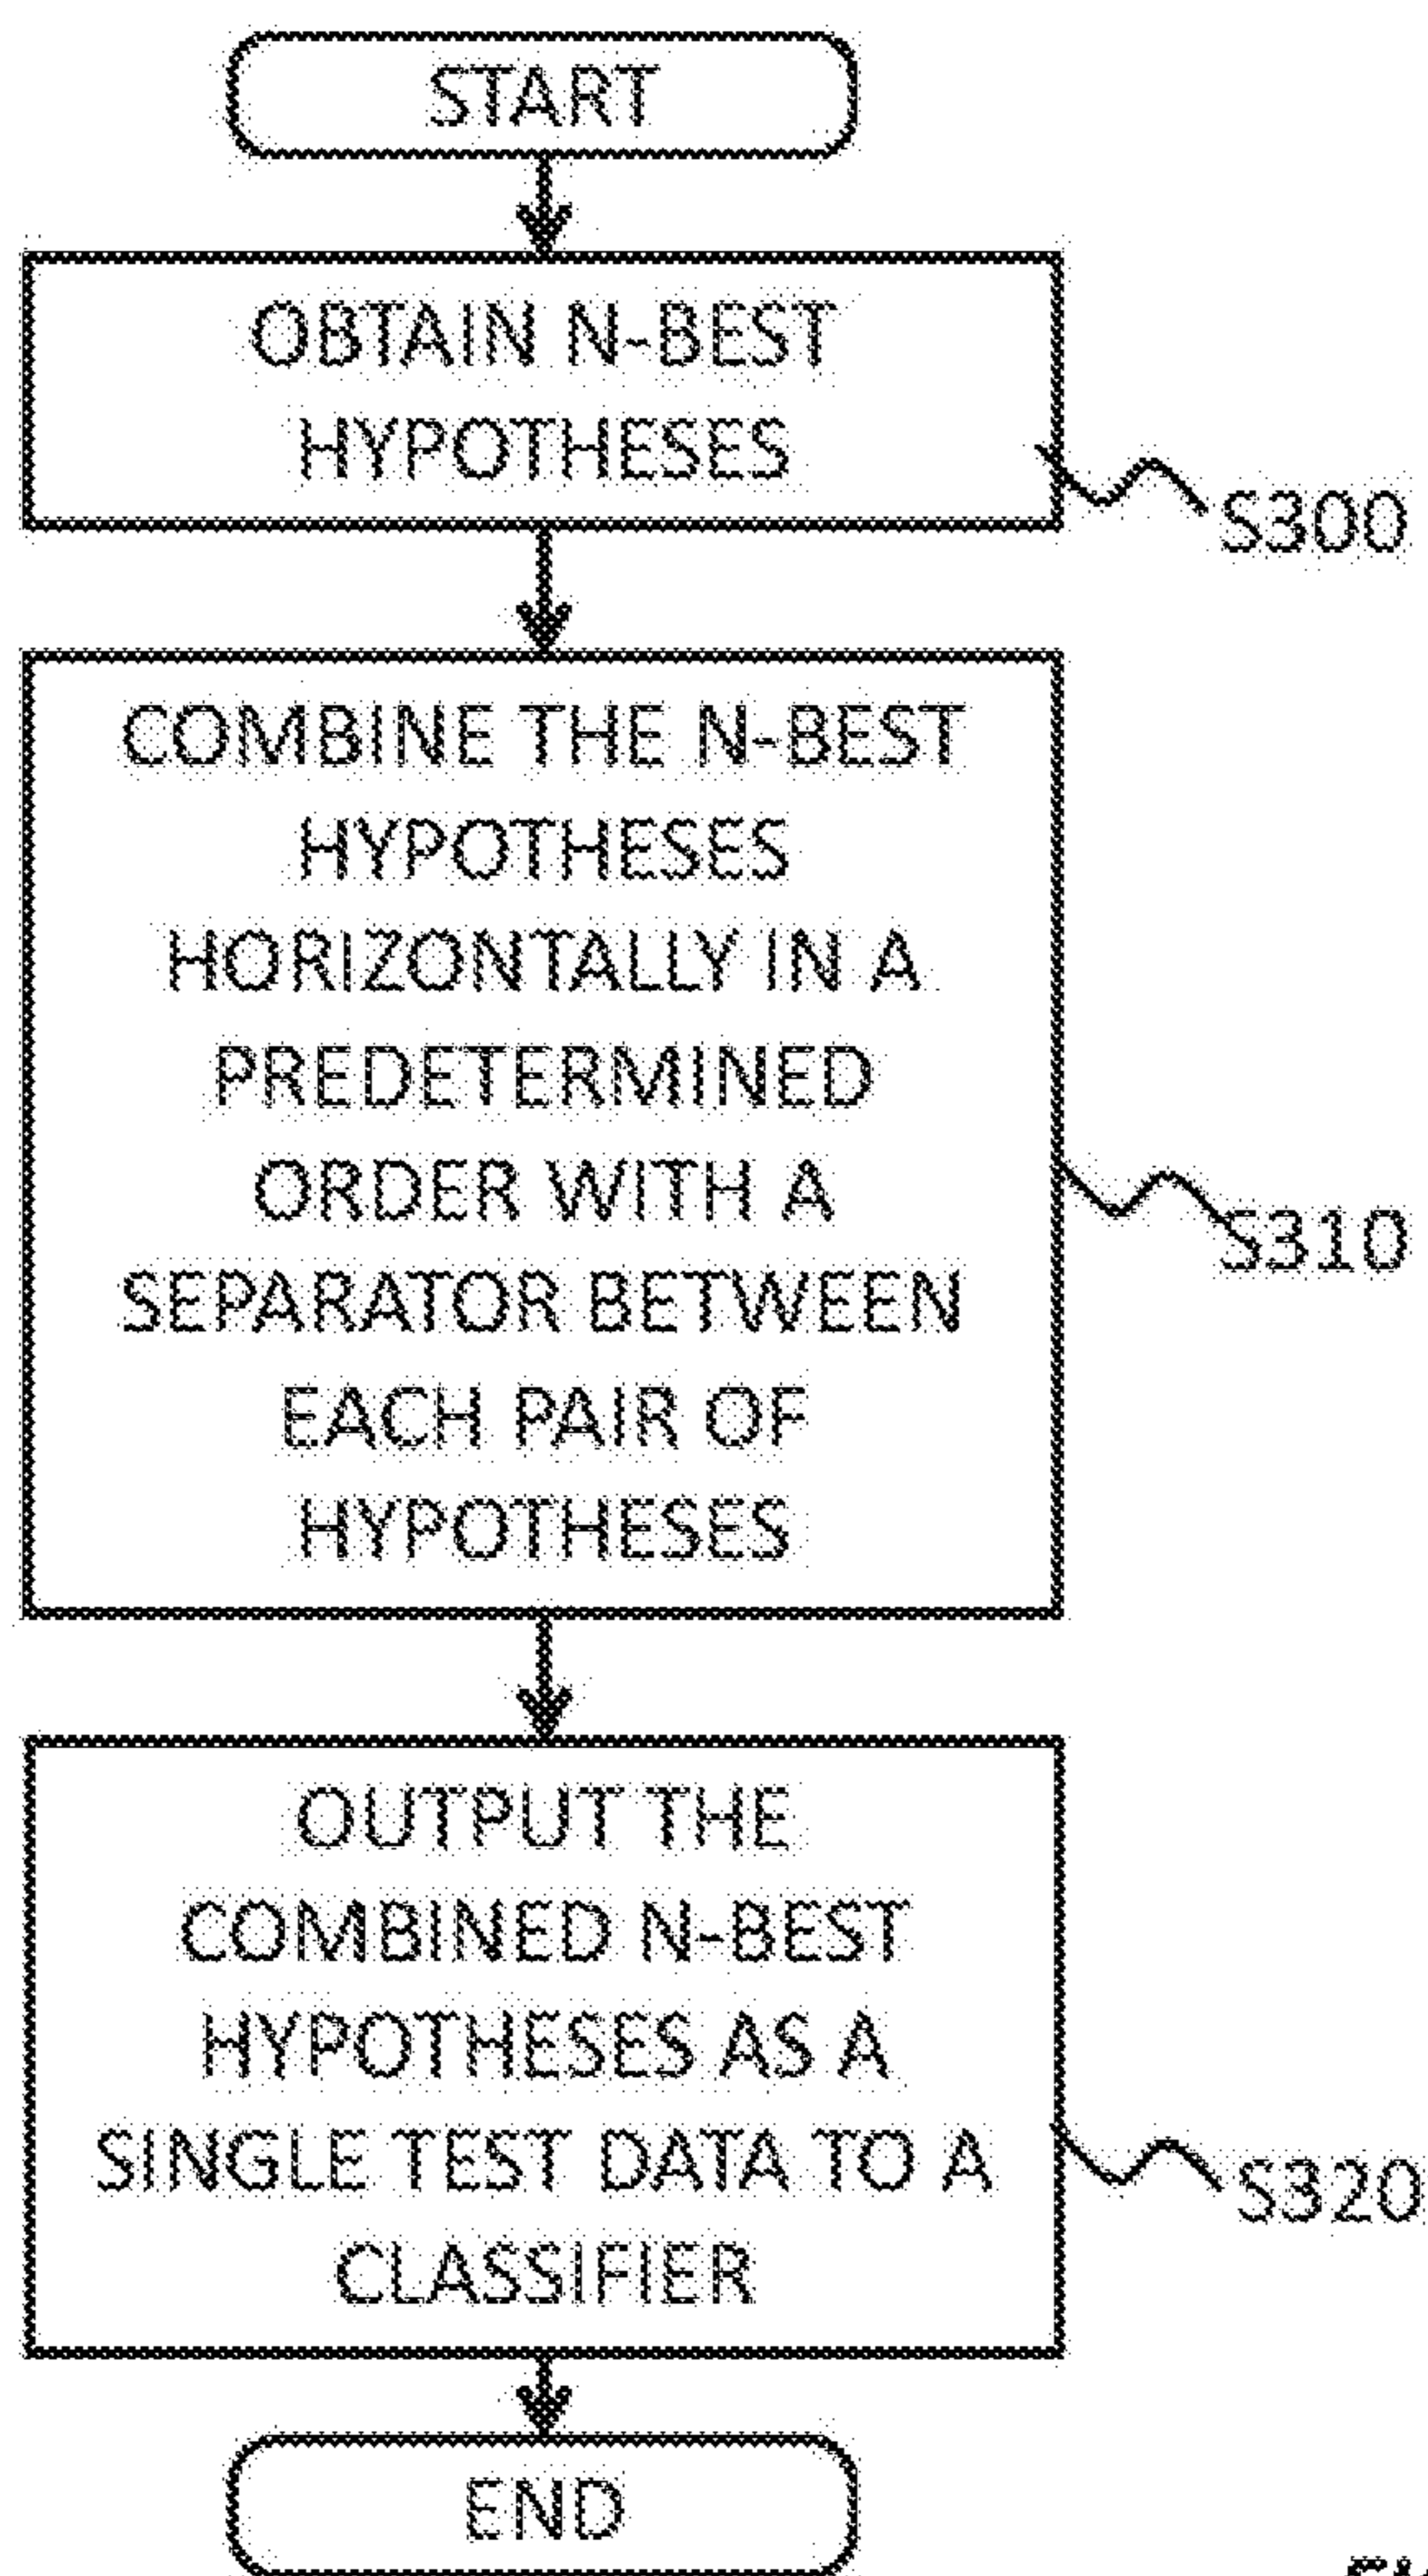 START
OBTAIN N-BEST
HYPOTHESES
S300
COMBINE THE N-BEST
HYPOTHESES
HORIZONTALLY IN A
PREDETERMINED
ORDER WITH A
SEPARATOR BETWEEN
EACH PAIR OF
HYPOTHESES
S310
OUTPUT THE
COMBINED N-BEST
HYPOTHESES AS A
SINGLE TEST DATA TO A
CLASSIFIER
S320
END